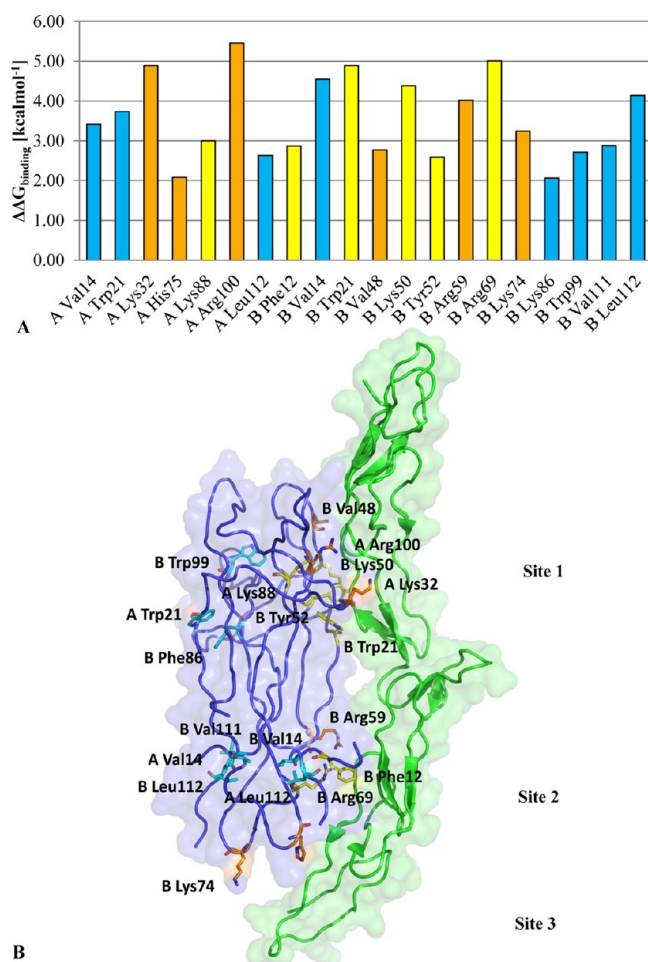 6.00
5.00
4.00
3.00
2.00
1.00
0.00
ΔΔGbinding [kcalmol-1]
A Val14
A Trp21
A Lys32
A His75
A Lys88
A Arg100
A Leu112
B Phe12
B Val14
B Trp21
B Val48
B Lys50
B Tyr52
B Arg59
B Arg69
B Lys74
B Lys86
B Trp99
B Val111
B Leu112
A
B Val48
A Arg100
B Trp99
B Lys50
A Lys88
A Lys32
Site 1
A Trp21
B Tyr52
B Trp21
B Phe86
B Arg59
B Val111
B Val14
A Val14
B Phe12
B Leu112
A Leu112
B Arg69
Site 2
B Lys74
Site 3
B